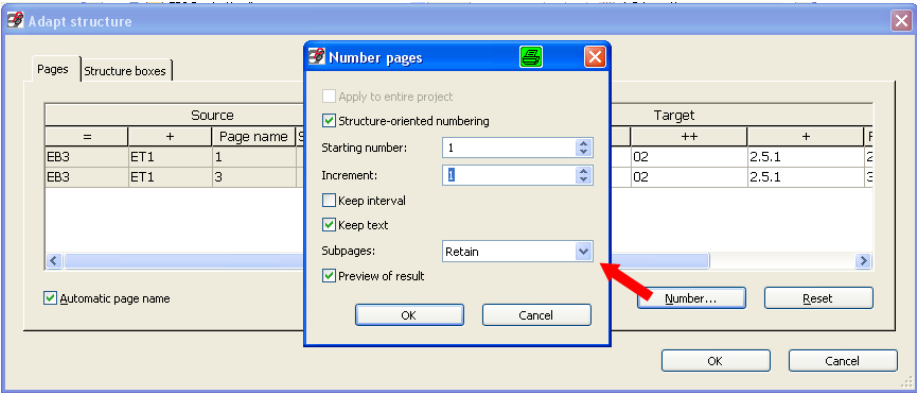 Adapt structure
Pages
Structure boxes
Source
Target
=
+
Page name
++
+
EB3
ET1
1
02
2.5.1
EB3
ET1
3
02
2.5.1
Automatic page name
Number...
Reset
OK
Cancel
Number pages
Apply to entire project
Structure-oriented numbering
Starting number:
1
Increment:
1
Keep interval
Keep text
Subpages:
Retain
Preview of result
OK
Cancel